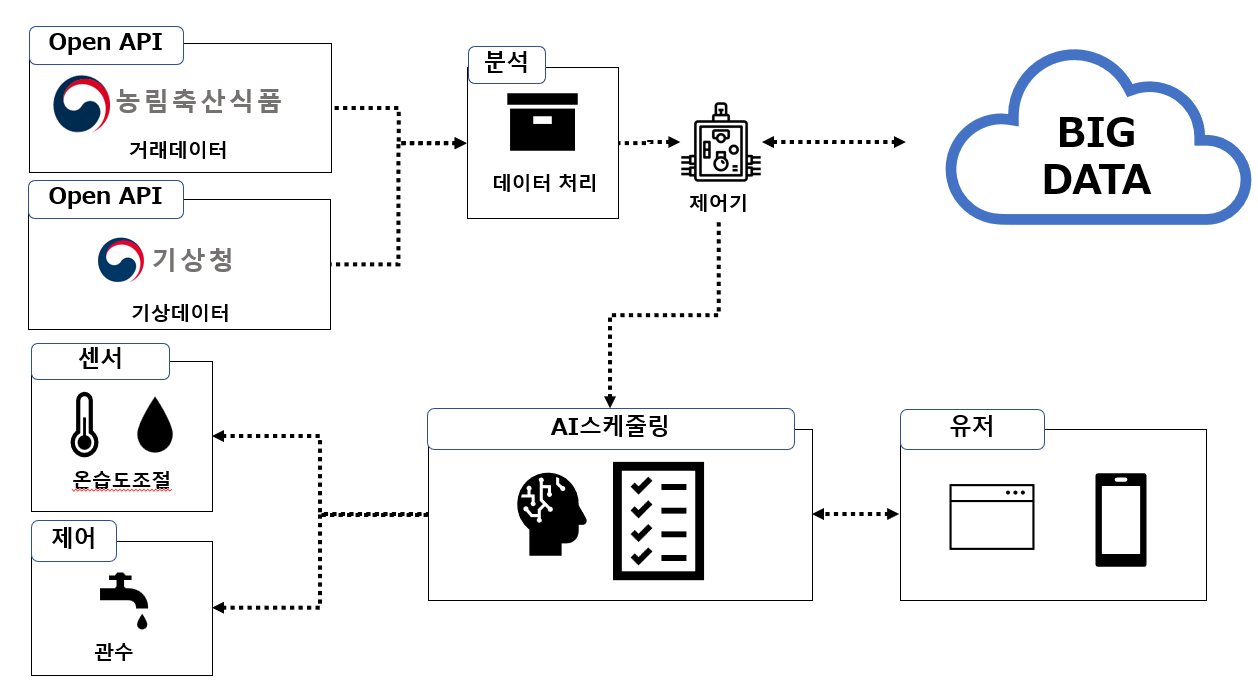 Open API
농림축산식품
거래데이터
Open API
기상청
기상데이터
분석
데이터 처리
제어기
BIG
DATA
센서
온습도조절
제어
관수
AI스케줄링
유저